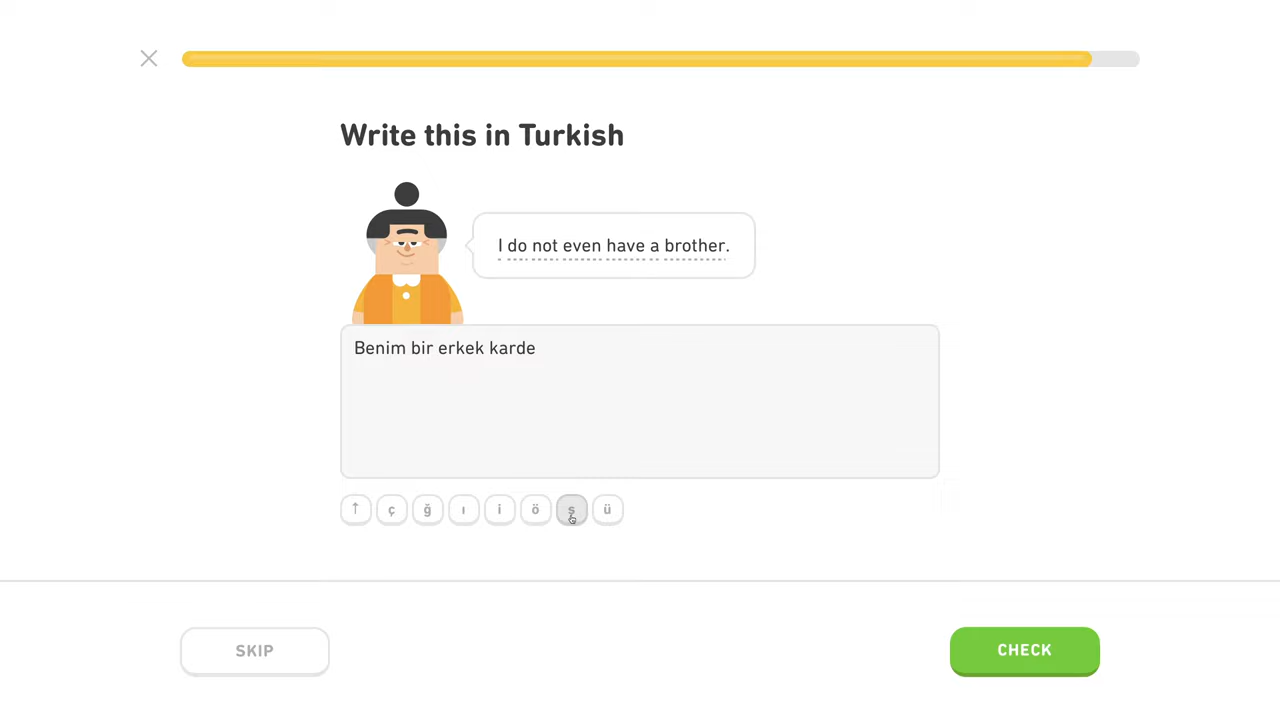 Write this in Turkish
I do not even have a brother.
Benim bir erkek karde
↑ ç ğ ı i ö ş ü
SKIP
CHECK